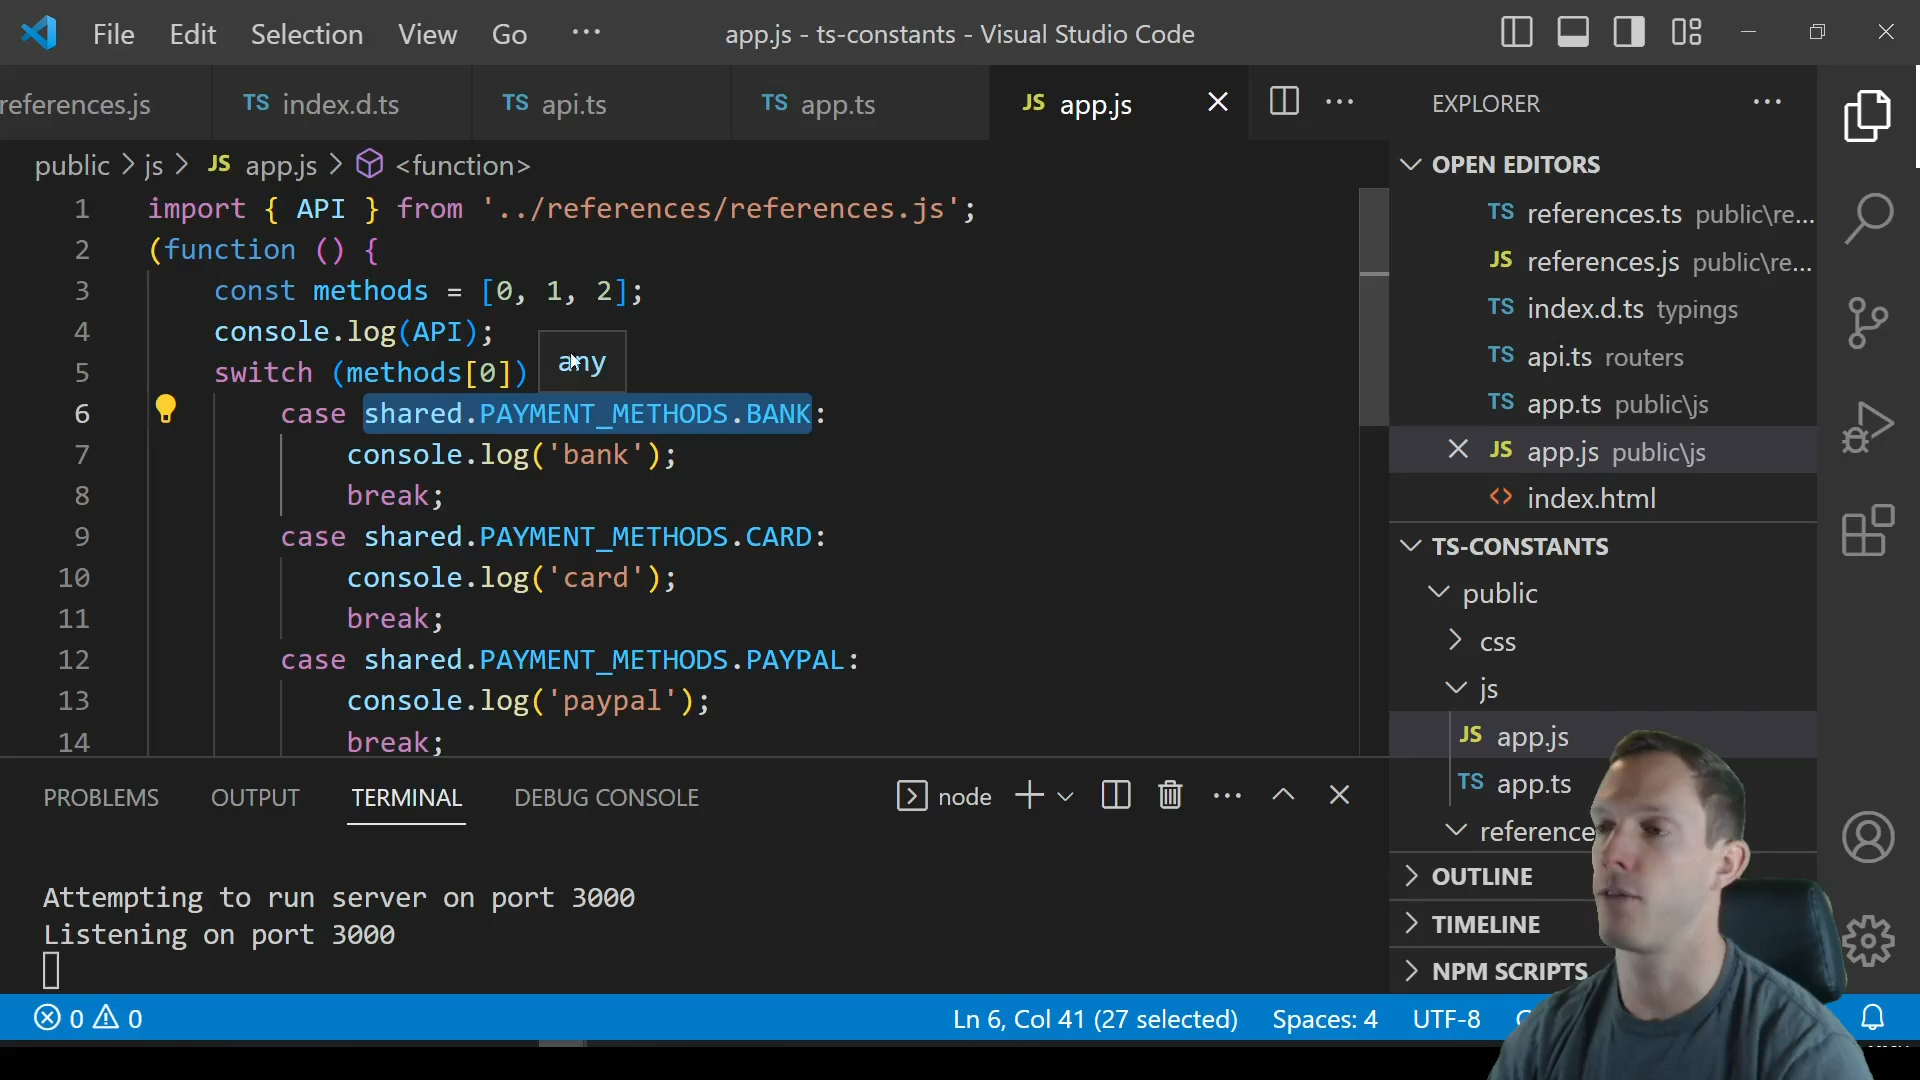 File Edit Selection View Go ··· app.js - ts-constants - Visual Studio Code
references.js TS index.d.ts TS api.ts TS app.ts JS app.js
public > js > JS app.js > <function>
1 import { API } from '../references/references.js';
2 (function () {
3 const methods = [0, 1, 2];
4 console.log(API);
any
5 switch (methods[0])
6 case shared.PAYMENT_METHODS.BANK:
7 console.log('bank');
8 break;
9 case shared.PAYMENT_METHODS.CARD:
10 console.log('card');
11 break;
12 case shared.PAYMENT_METHODS.PAYPAL:
13 console.log('paypal');
14 break;
PROBLEMS OUTPUT TERMINAL DEBUG CONSOLE node
Attempting to run server on port 3000
Listening on port 3000
EXPLORER
OPEN EDITORS
TS references.ts public\re...
JS references.js public\re...
TS index.d.ts typings
TS api.ts routers
TS app.ts public\js
JS app.js public\js
<> index.html
TS-CONSTANTS
public
css
js
JS app.js
TS app.ts
reference
OUTLINE
TIMELINE
NPM SCRIPTS
0 0 Ln 6, Col 41 (27 selected) Spaces: 4 UTF-8